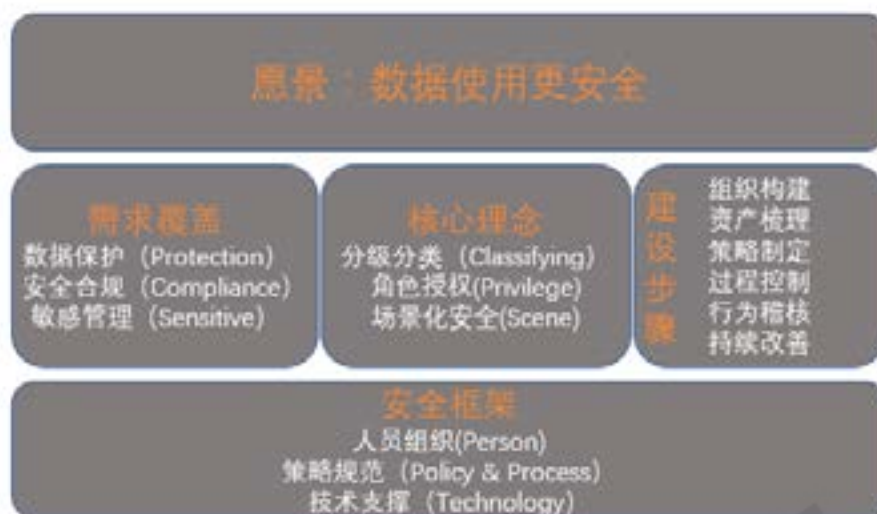 愿景：数据使用更安全
需求覆盖
数据保护（Protection）
安全合规（Compliance）
敏感管理（Sensitive）
核心理念
分级分类（Classifying）
角色授权(Privilege)
场景化安全(Scene)
建设步骤
组织构建
资产梳理
策略制定
过程控制
行为稽核
持续改善
安全框架
人员组织(Person)
策略规范（Policy & Process）
技术支撑（Technology）